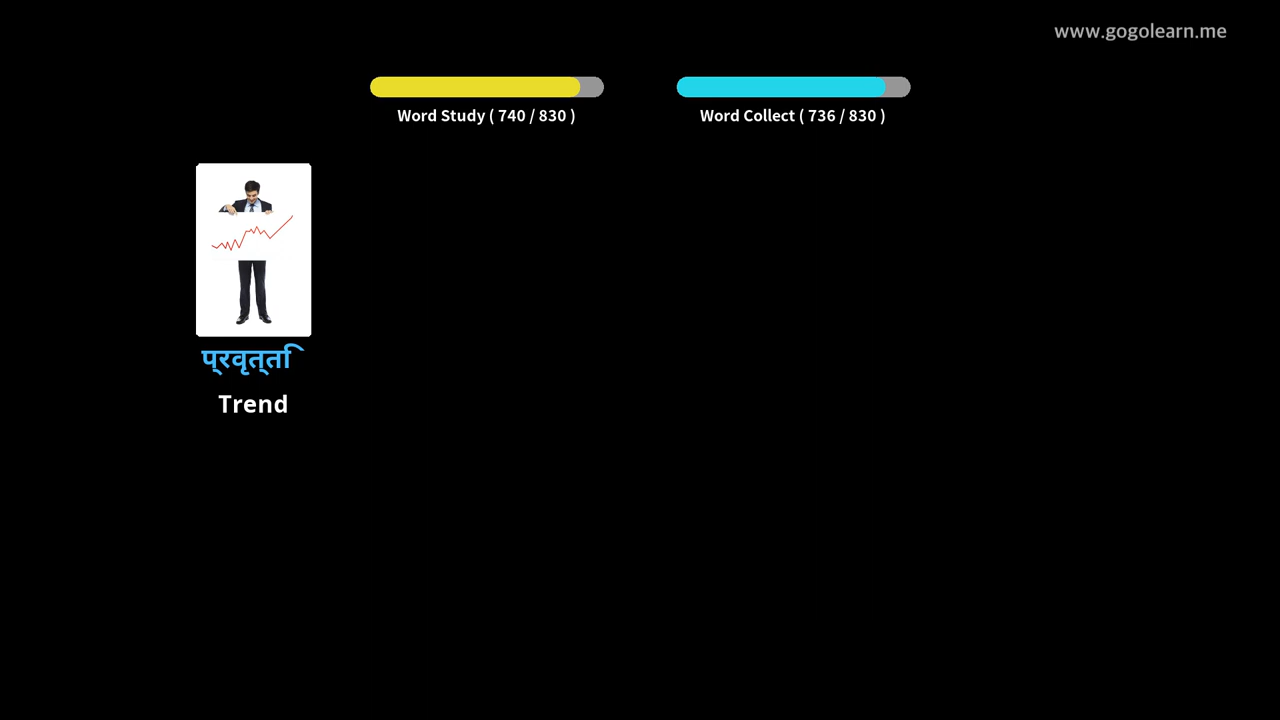 www.gogolearn.me
Word Study ( 740 / 830 )
Word Collect ( 736 / 830 )
प्रवृत्ति
Trend